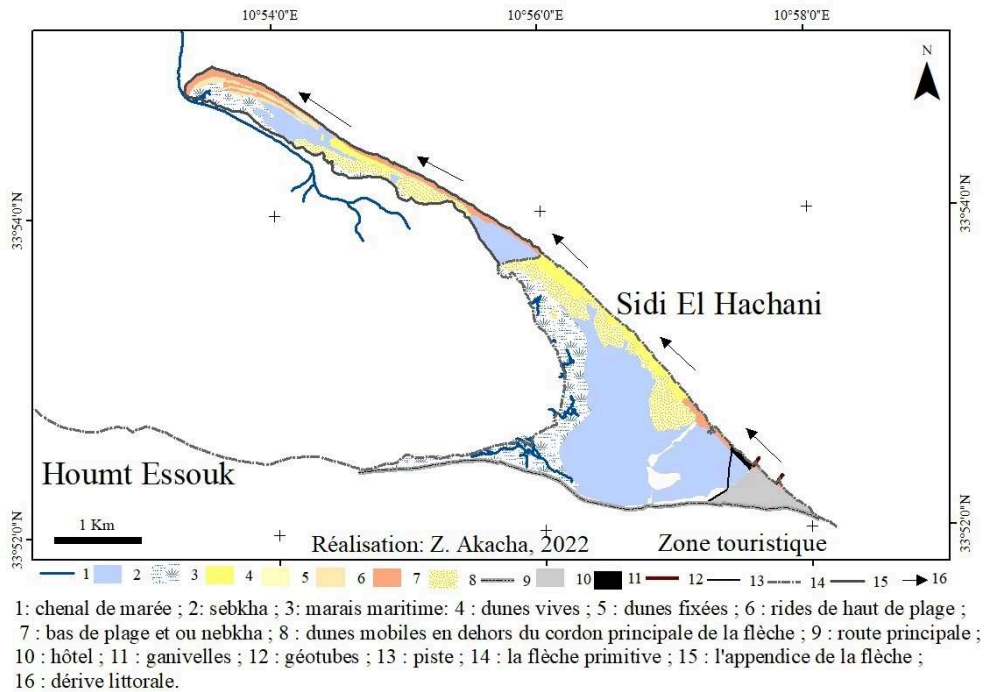 10°54'0"E 10°56'0"E 10°58'0"E
N
33°54'0"N 33°54'0"N
Sidi El Hachani
Houmt Essouk
1 Km
33°52'0"N 33°52'0"N
Réalisation: Z. Akacha, 2022 Zone touristique
1 2 3 4 5 6 7 8 9 10 11 12 13 14 15 16
1: chenal de marée ; 2: sebkha ; 3: marais maritime: 4 : dunes vives ; 5 : dunes fixées ; 6 : rides de haut de plage ;
7 : bas de plage et ou nebkha ; 8 : dunes mobiles en dehors du cordon principale de la flèche ; 9 : route principale ;
10 : hôtel ; 11 : ganivelles ; 12 : géotubes ; 13 : piste ; 14 : la flèche primitive ; 15 : l'appendice de la flèche ;
16 : dérive littorale.